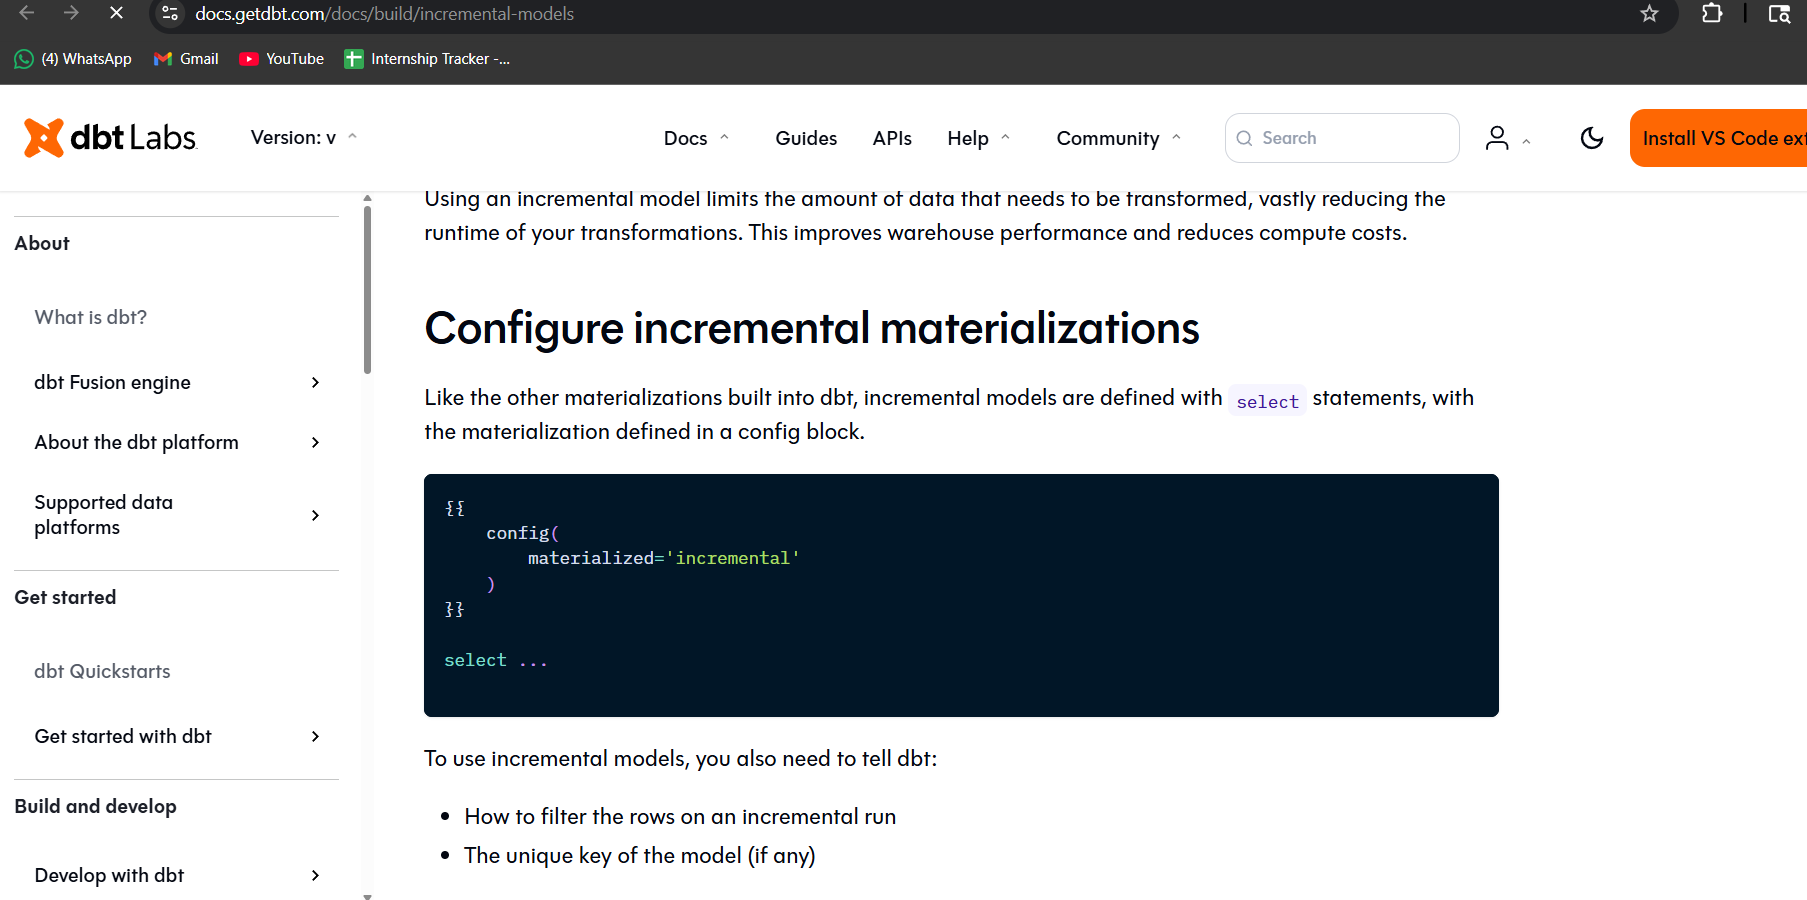 docs.getdbt.com/docs/build/incremental-models
(4) WhatsApp Gmail YouTube Internship Tracker -...
dbt Labs Version: v Docs Guides APIs Help Community Search Install VS Code ext
About
What is dbt?
dbt Fusion engine
About the dbt platform
Supported data
platforms
Get started
dbt Quickstarts
Get started with dbt
Build and develop
Develop with dbt
Using an incremental model limits the amount of data that needs to be transformed, vastly reducing the
runtime of your transformations. This improves warehouse performance and reduces compute costs.
Configure incremental materializations
Like the other materializations built into dbt, incremental models are defined with select statements, with
the materialization defined in a config block.
{{
    config(
        materialized='incremental'
    )
}}
select ...
To use incremental models, you also need to tell dbt:
• How to filter the rows on an incremental run
• The unique key of the model (if any)